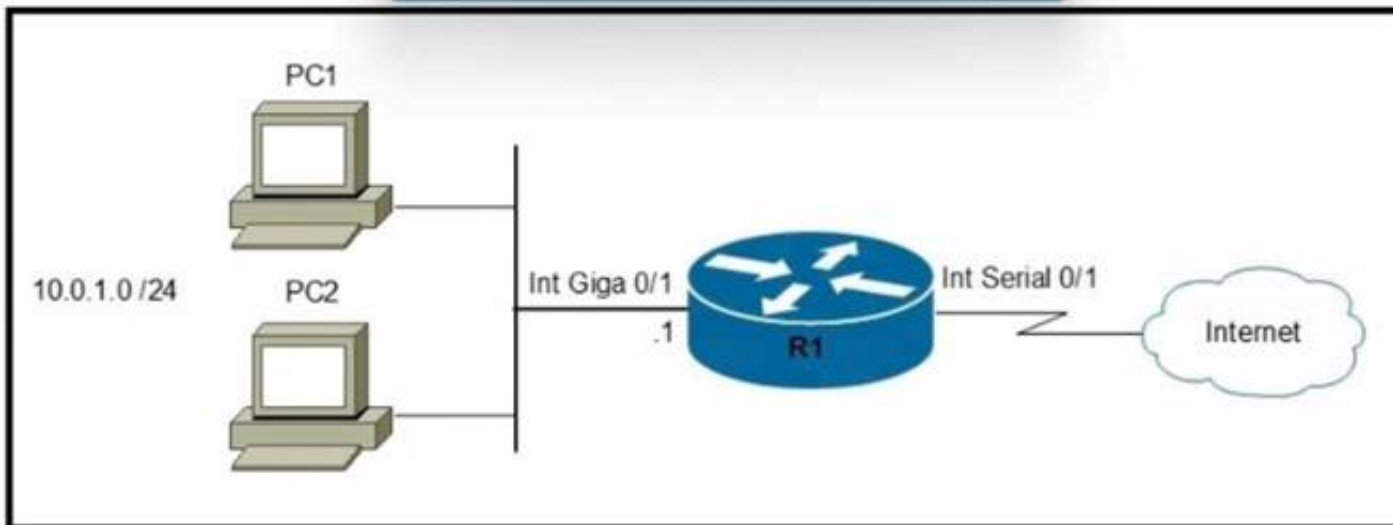 PC1
10.0.1.0 /24
PC2
Int Giga 0/1
.1
R1
Int Serial 0/1
Internet